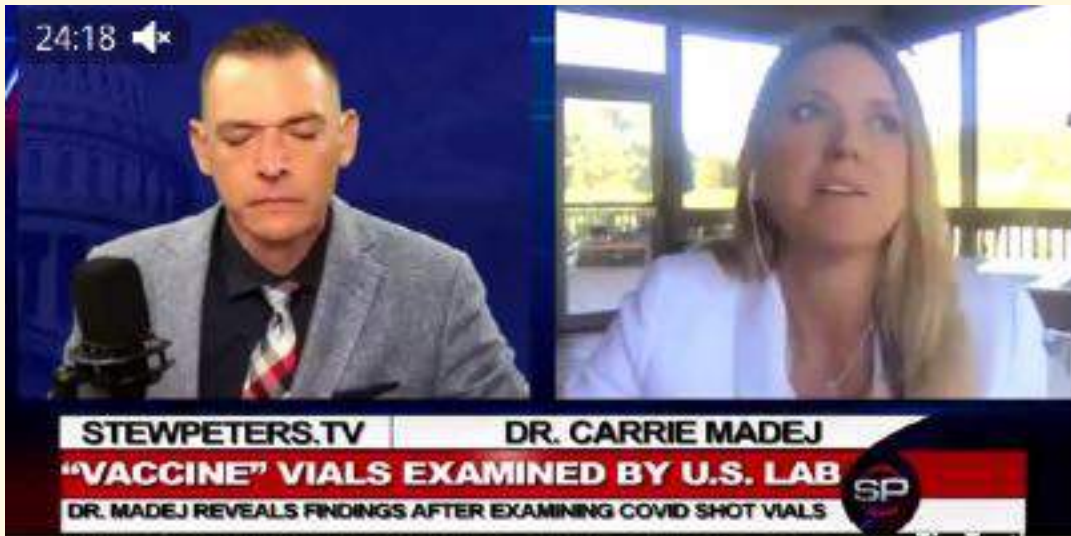 24:18
STEWPETERS.TV
DR. CARRIE MADEJ
“VACCINE” VIALS EXAMINED BY U.S. LAB
SP
DR. MADEJ REVEALS FINDINGS AFTER EXAMINING COVID SHOT VIALS